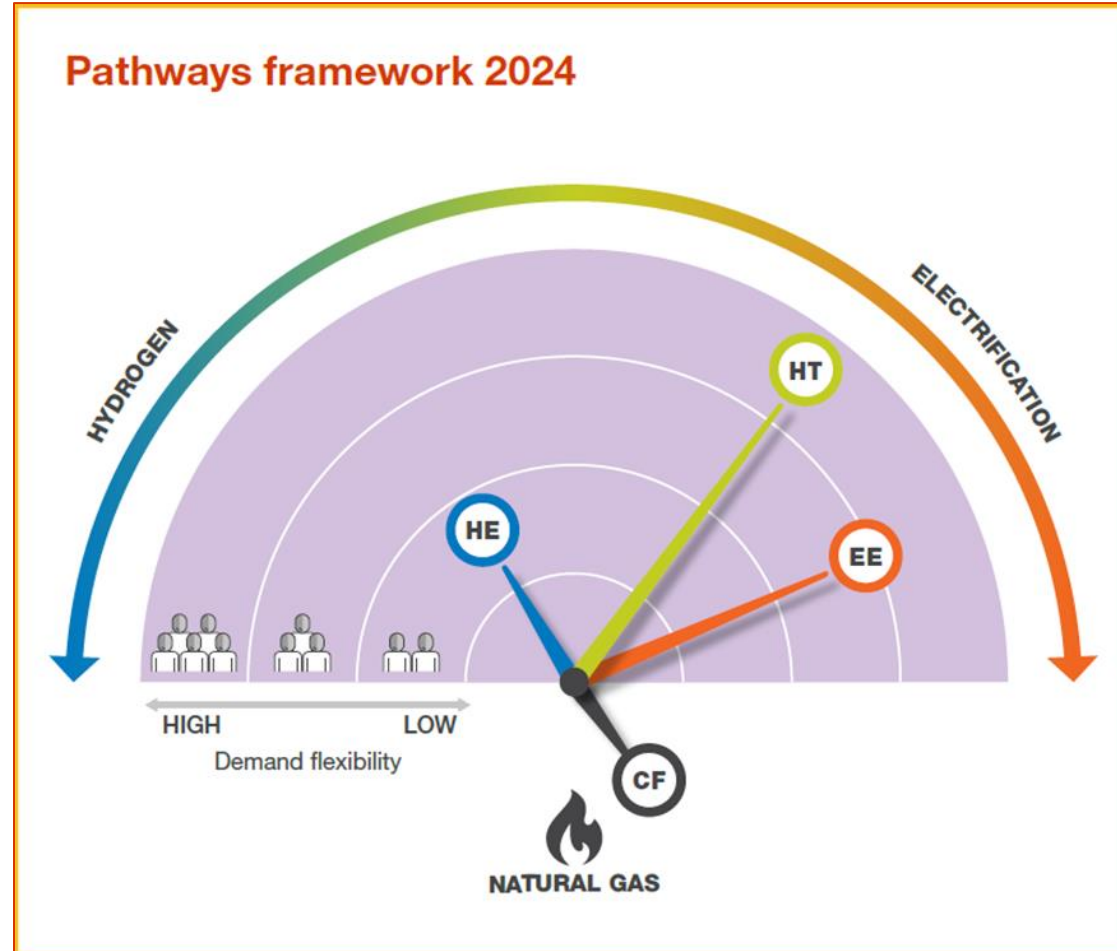 Pathways framework 2024
HYDROGEN
ELECTRIFICATION
HT
HE
EE
HIGH
LOW
Demand flexibility
CF
NATURAL GAS